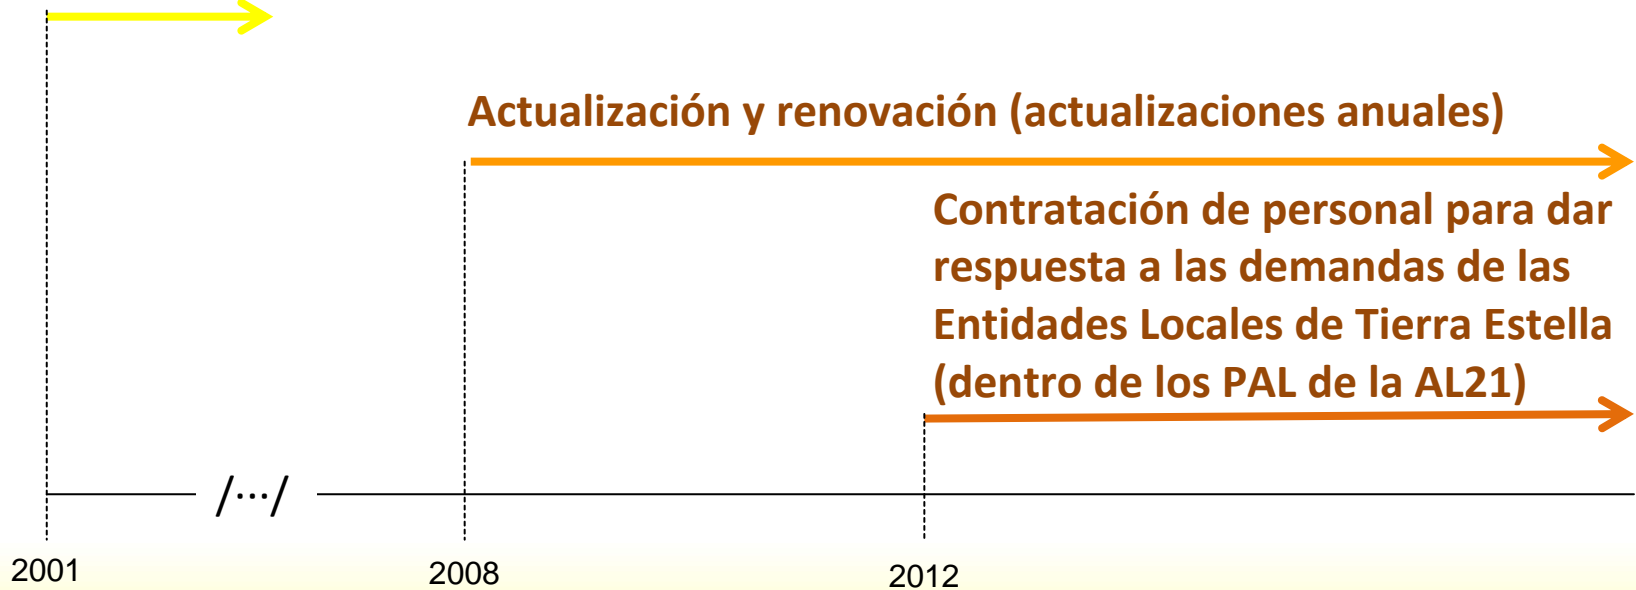 Actualización y renovación (actualizaciones anuales)
Contratación de personal para dar
respuesta a las demandas de las
Entidades Locales de Tierra Estella
(dentro de los PAL de la AL21)
/···/
2001
2008
2012